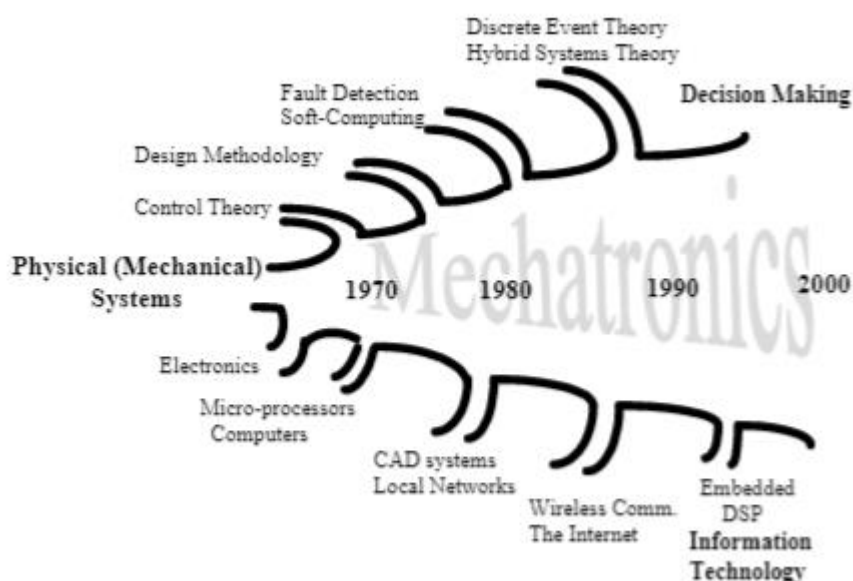 Discrete Event Theory
Hybrid Systems Theory
Decision Making
Fault Detection
Soft-Computing
Design Methodology
Control Theory
Mechatronics
Physical (Mechanical)
Systems
1970
1980
1990
2000
Electronics
Micro-processors
Computers
CAD systems
Local Networks
Wireless Comm.
The Internet
Embedded
DSP
Information
Technology